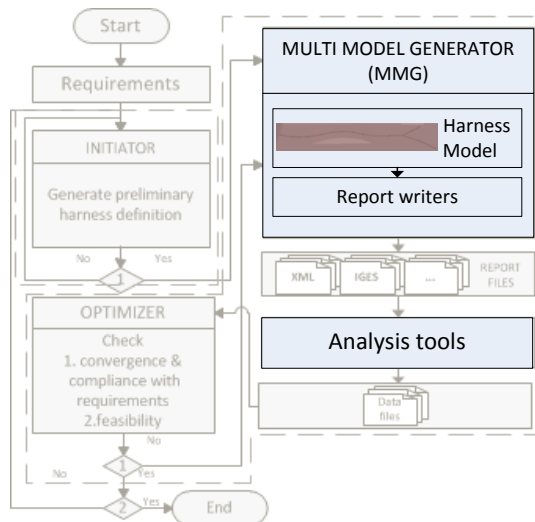 Start
Requirements
INITIATOR
Generate preliminary
harness definition
No
Yes
1
OPTIMIZER
Check
1. convergence &
compliance with
requirements
2.feasibility
No
1
No
Yes
2
Yes
End
MULTI MODEL GENERATOR
(MMG)
Harness
Model
Report writers
XML
IGES
...
REPORT
FILES
Analysis tools
Data
files